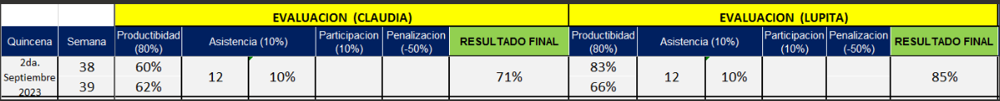 EVALUACION (CLAUDIA) EVALUACION (LUPITA)
Quincena Semana Productibidad (80%) Asistencia (10%) Participacion (10%) Penalizacion (-50%) RESULTADO FINAL Productibidad (80%) Asistencia (10%) Participacion (10%) Penalizacion (-50%) RESULTADO FINAL
2da. Septiembre 2023
38 60% 12 10% 71% 83% 12 10% 85%
39 62% 66%